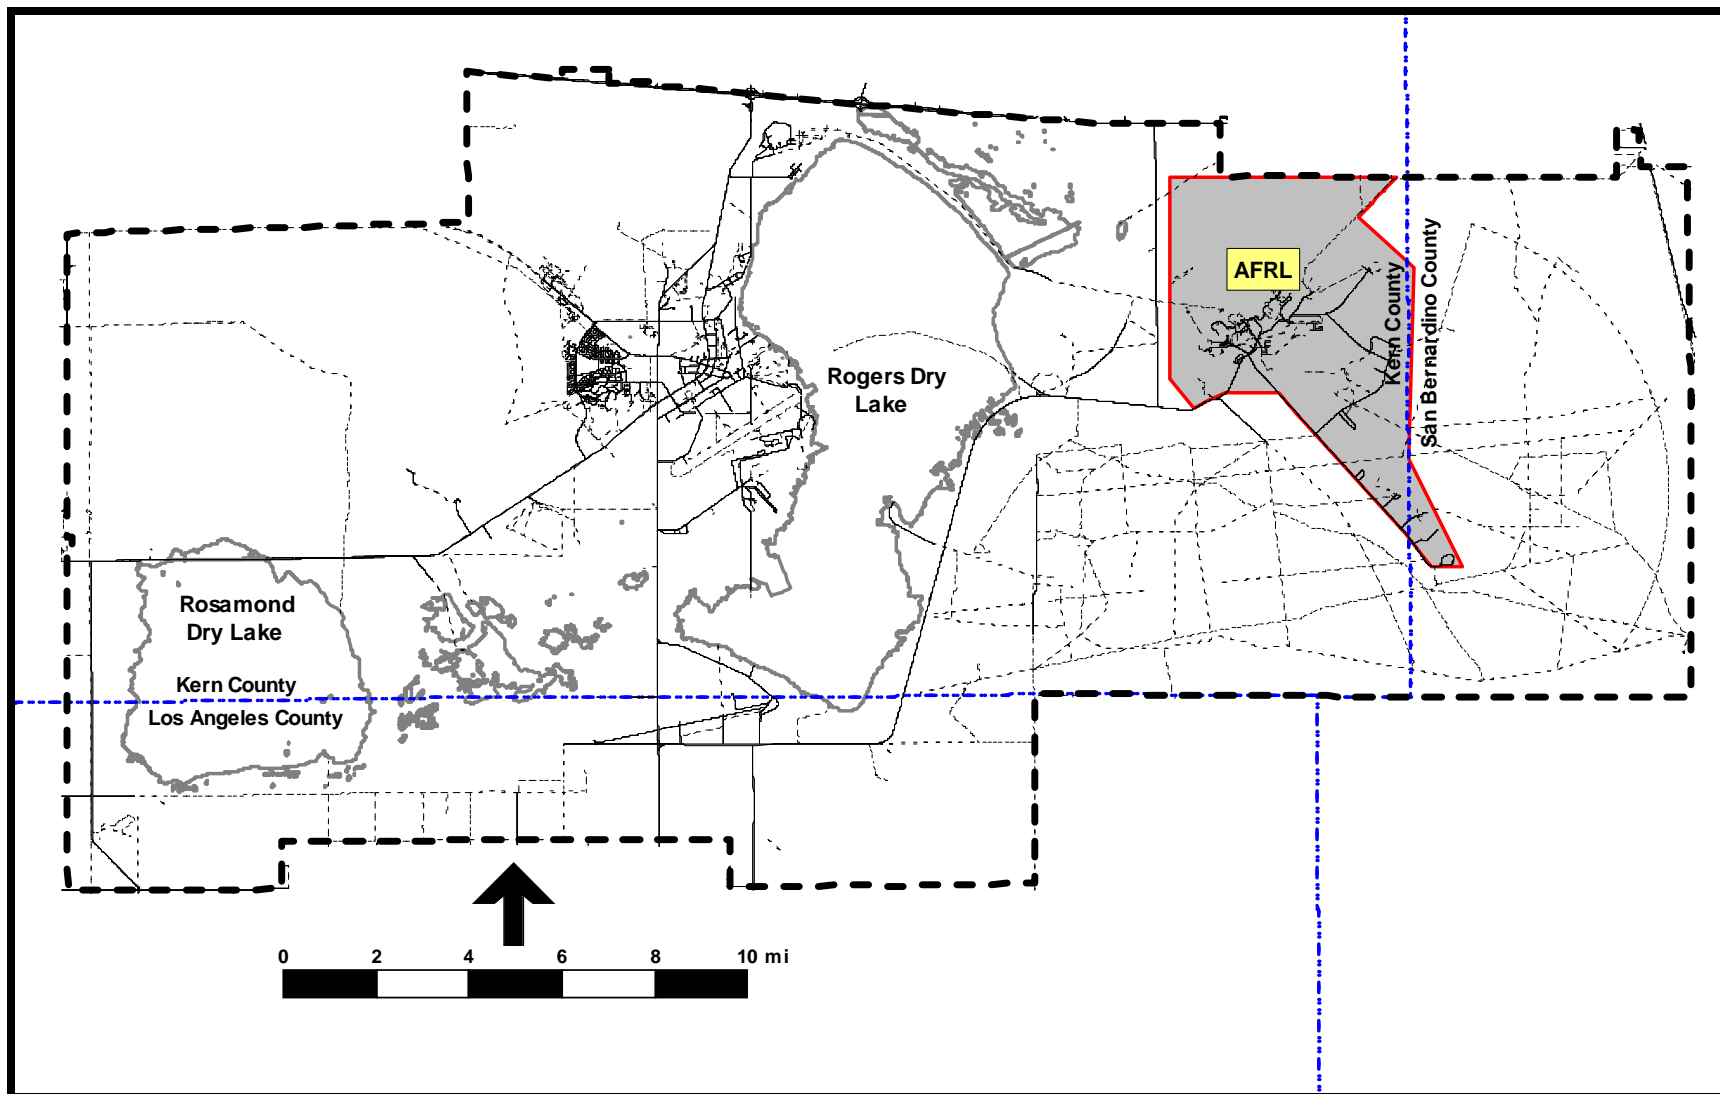 AFRL
Kern County
San Bernardino County
Rogers Dry
Lake
Rosamond
Dry Lake
Kern County
Los Angeles County
0 2 4 6 8 10 mi